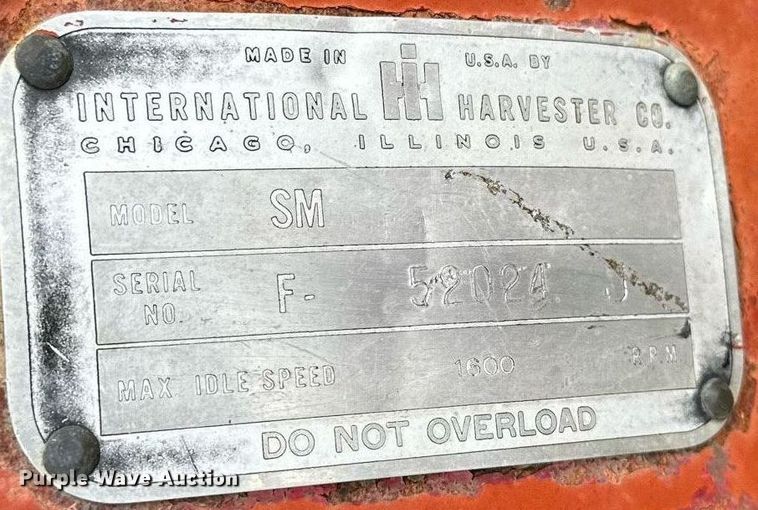 MADE IN IH U.S.A. BY
INTERNATIONAL HARVESTER CO.
CHICAGO, ILLINOIS U.S.A.
MODEL SM
SERIAL NO. F- 52024 J
MAX IDLE SPEED 1600 R.P.M
DO NOT OVERLOAD
Purple Wave Auction